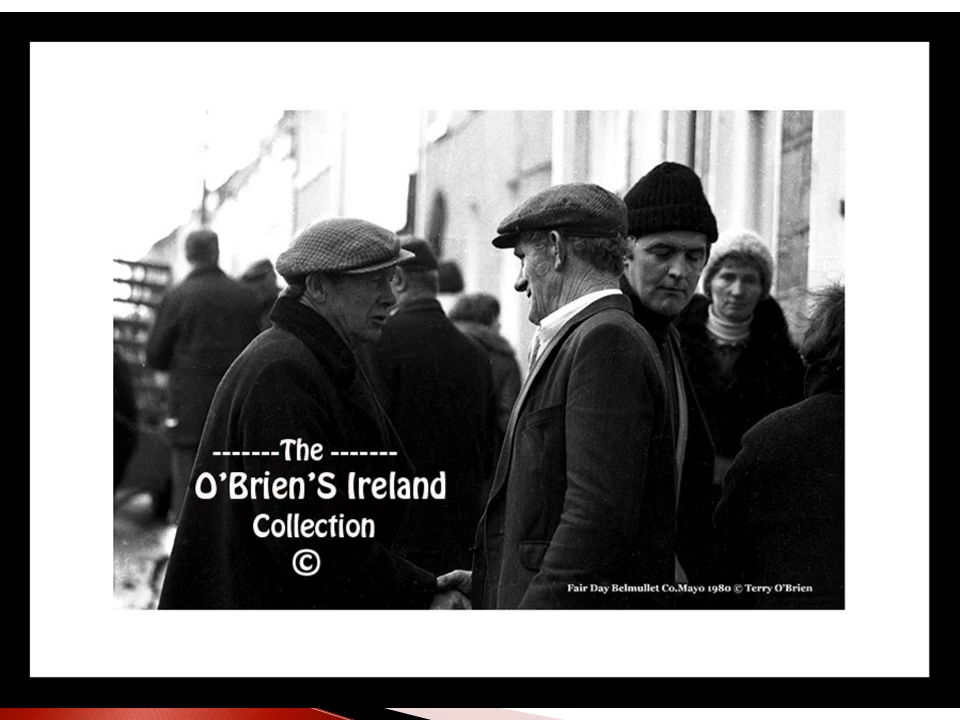 -------The -------
O'Brien'S Ireland
Collection
©
Fair Day Belmullet Co.Mayo 1980 © Terry O'Brien